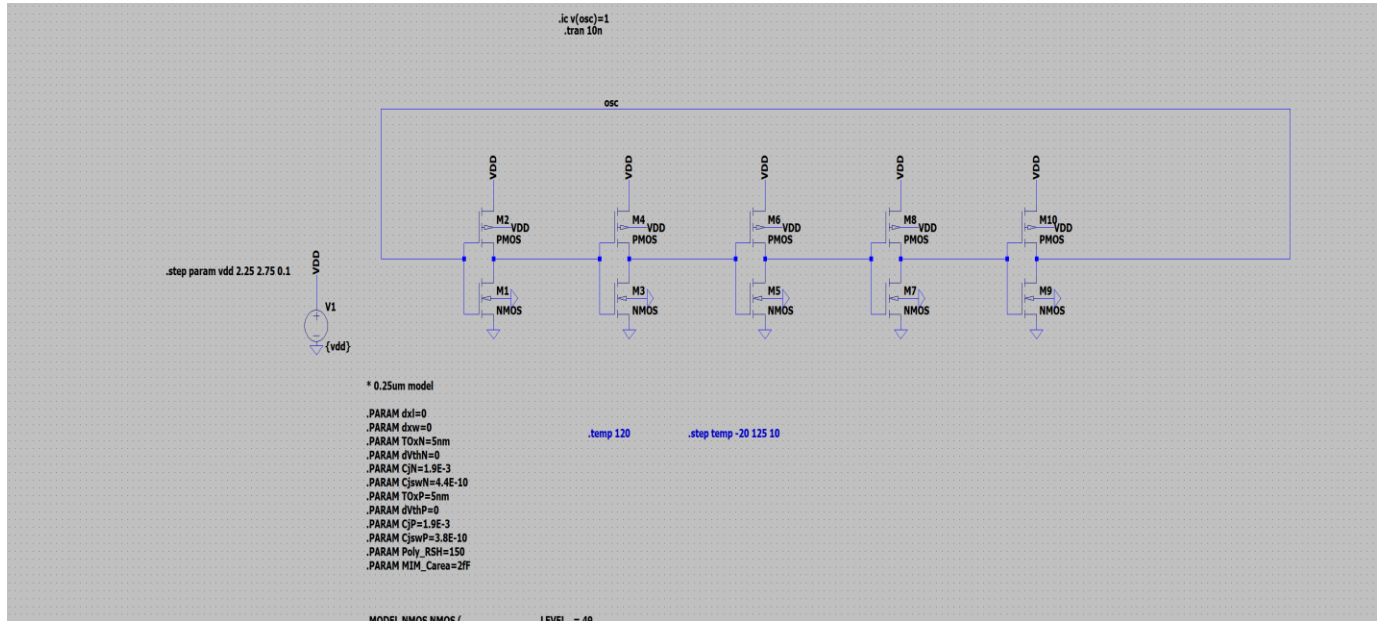 .ic v(osc)=1
.tran 10n
osc
VDD
VDD
VDD
VDD
VDD
M2
VDD
PMOS
M4
VDD
PMOS
M6
VDD
PMOS
M8
VDD
PMOS
M10
VDD
PMOS
.step param vdd 2.25 2.75 0.1
VDD
V1
{vdd}
M1
NMOS
M3
NMOS
M5
NMOS
M7
NMOS
M9
NMOS
* 0.25um model
.PARAM dxl=0
.PARAM dxw=0
.PARAM TOxN=5nm
.PARAM dVthN=0
.PARAM CjN=1.9E-3
.PARAM CjswN=4.4E-10
.PARAM TOxP=5nm
.PARAM dVthP=0
.PARAM CjP=1.9E-3
.PARAM CjswP=3.8E-10
.PARAM Poly_RSH=150
.PARAM MIM_Carea=2fF
.temp 120
.step temp -20 125 10
.MODEL NMOS NMOS ( LEVEL = 49